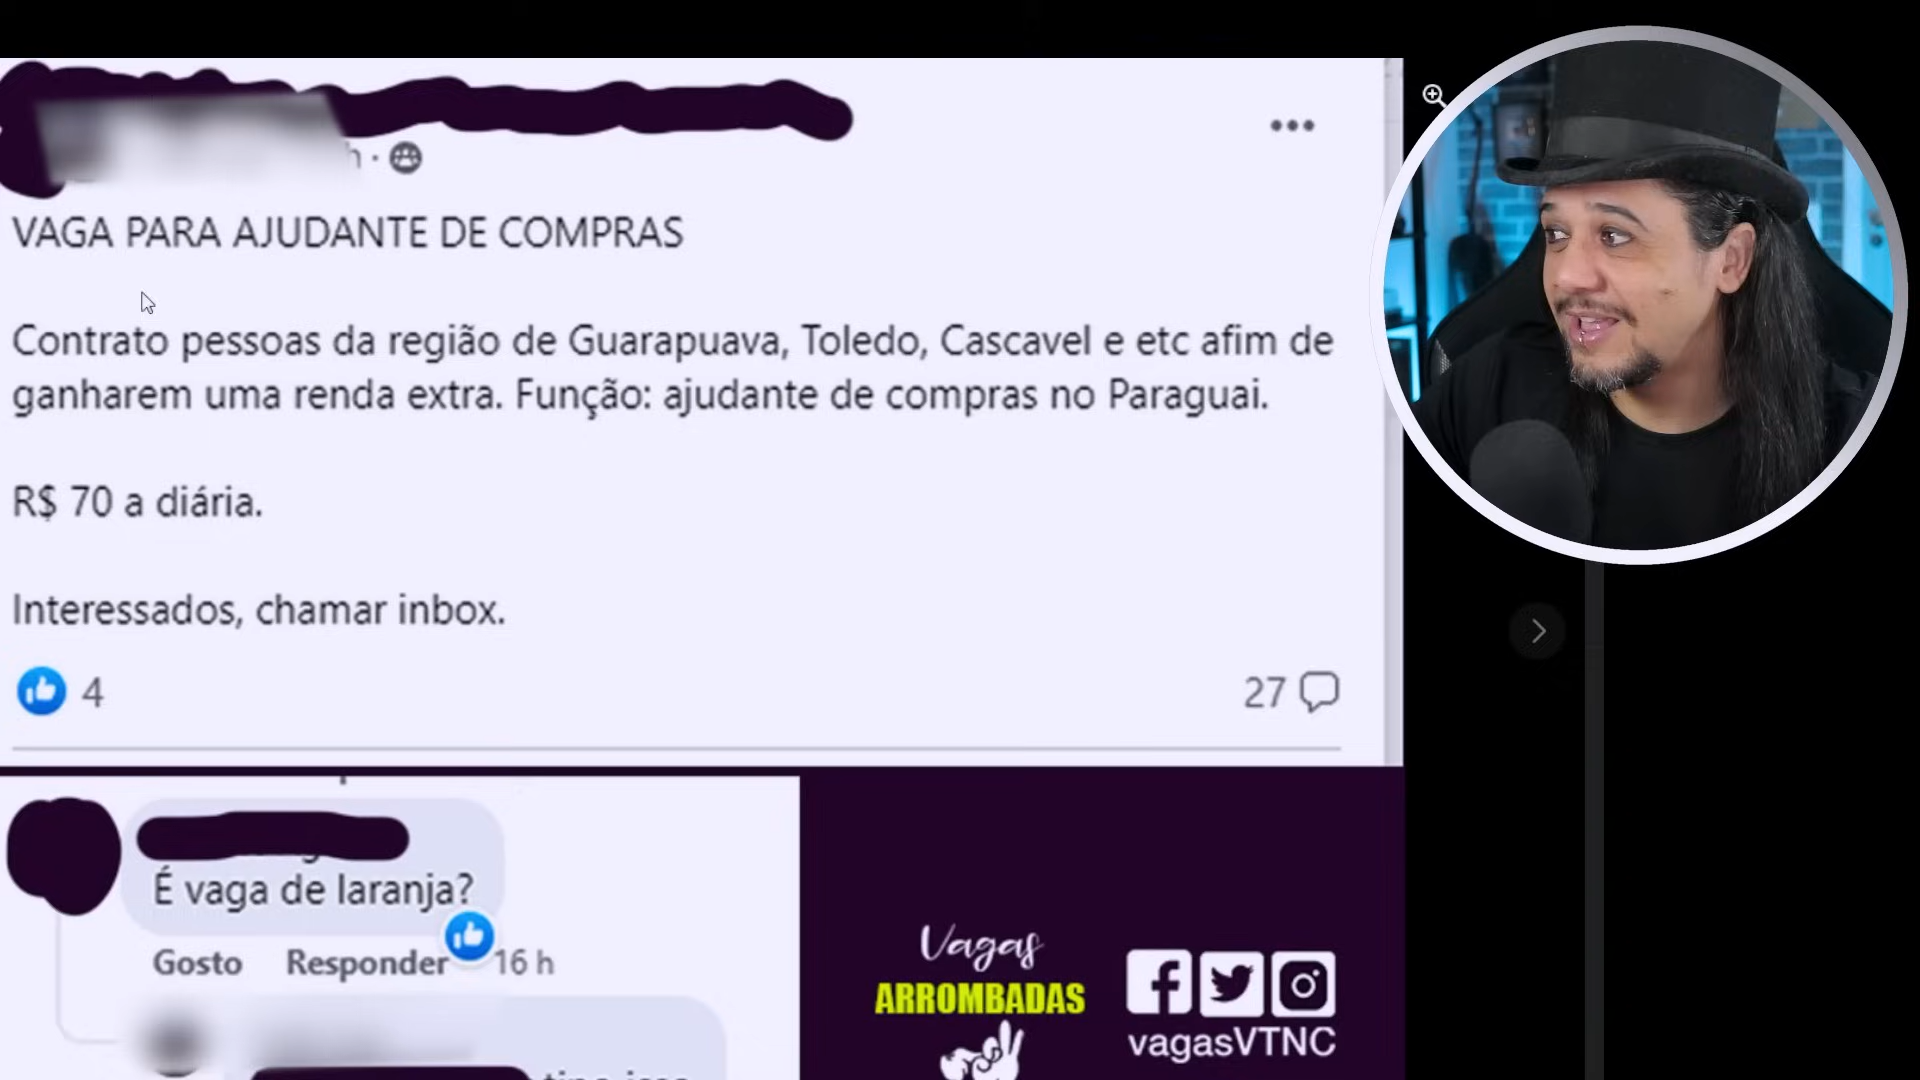 VAGA PARA AJUDANTE DE COMPRAS
Contrato pessoas da região de Guarapuava, Toledo, Cascavel e etc afim de
ganharem uma renda extra. Função: ajudante de compras no Paraguai.
R$ 70 a diária.
Interessados, chamar inbox.
4
27
É vaga de laranja?
Gosto Responder 16 h
Vagas
ARROMBADAS
vagasVTNC